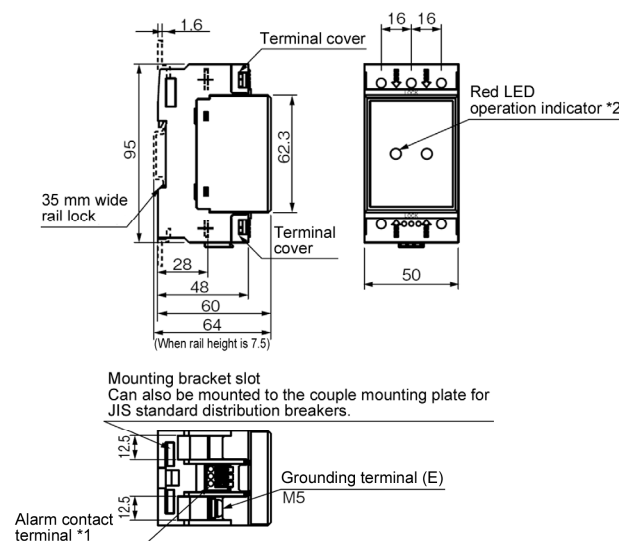 1.6
Terminal cover
16 16
Red LED
operation indicator *2
95
62.3
35 mm wide
rail lock
Terminal
cover
28
48
60
64
(When rail height is 7.5)
LOCK
LOCK
50
Mounting bracket slot
Can also be mounted to the couple mounting plate for
JIS standard distribution breakers.
12.5
12.5
Grounding terminal (E)
M5
Alarm contact
terminal *1